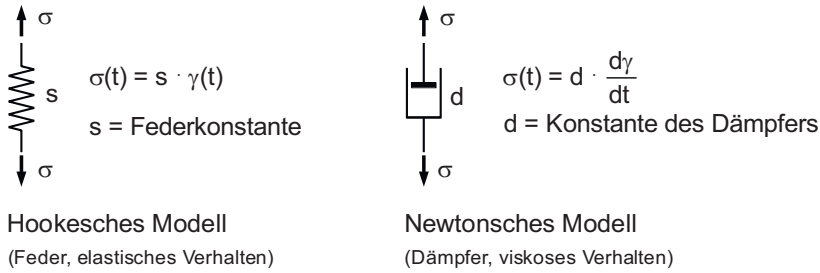 σ
s
σ(t) = s · γ(t)
s = Federkonstante
σ
Hookesches Modell
(Feder, elastisches Verhalten)
σ
d
σ(t) = d · dγ
dt
d = Konstante des Dämpfers
σ
Newtonsches Modell
(Dämpfer, viskoses Verhalten)